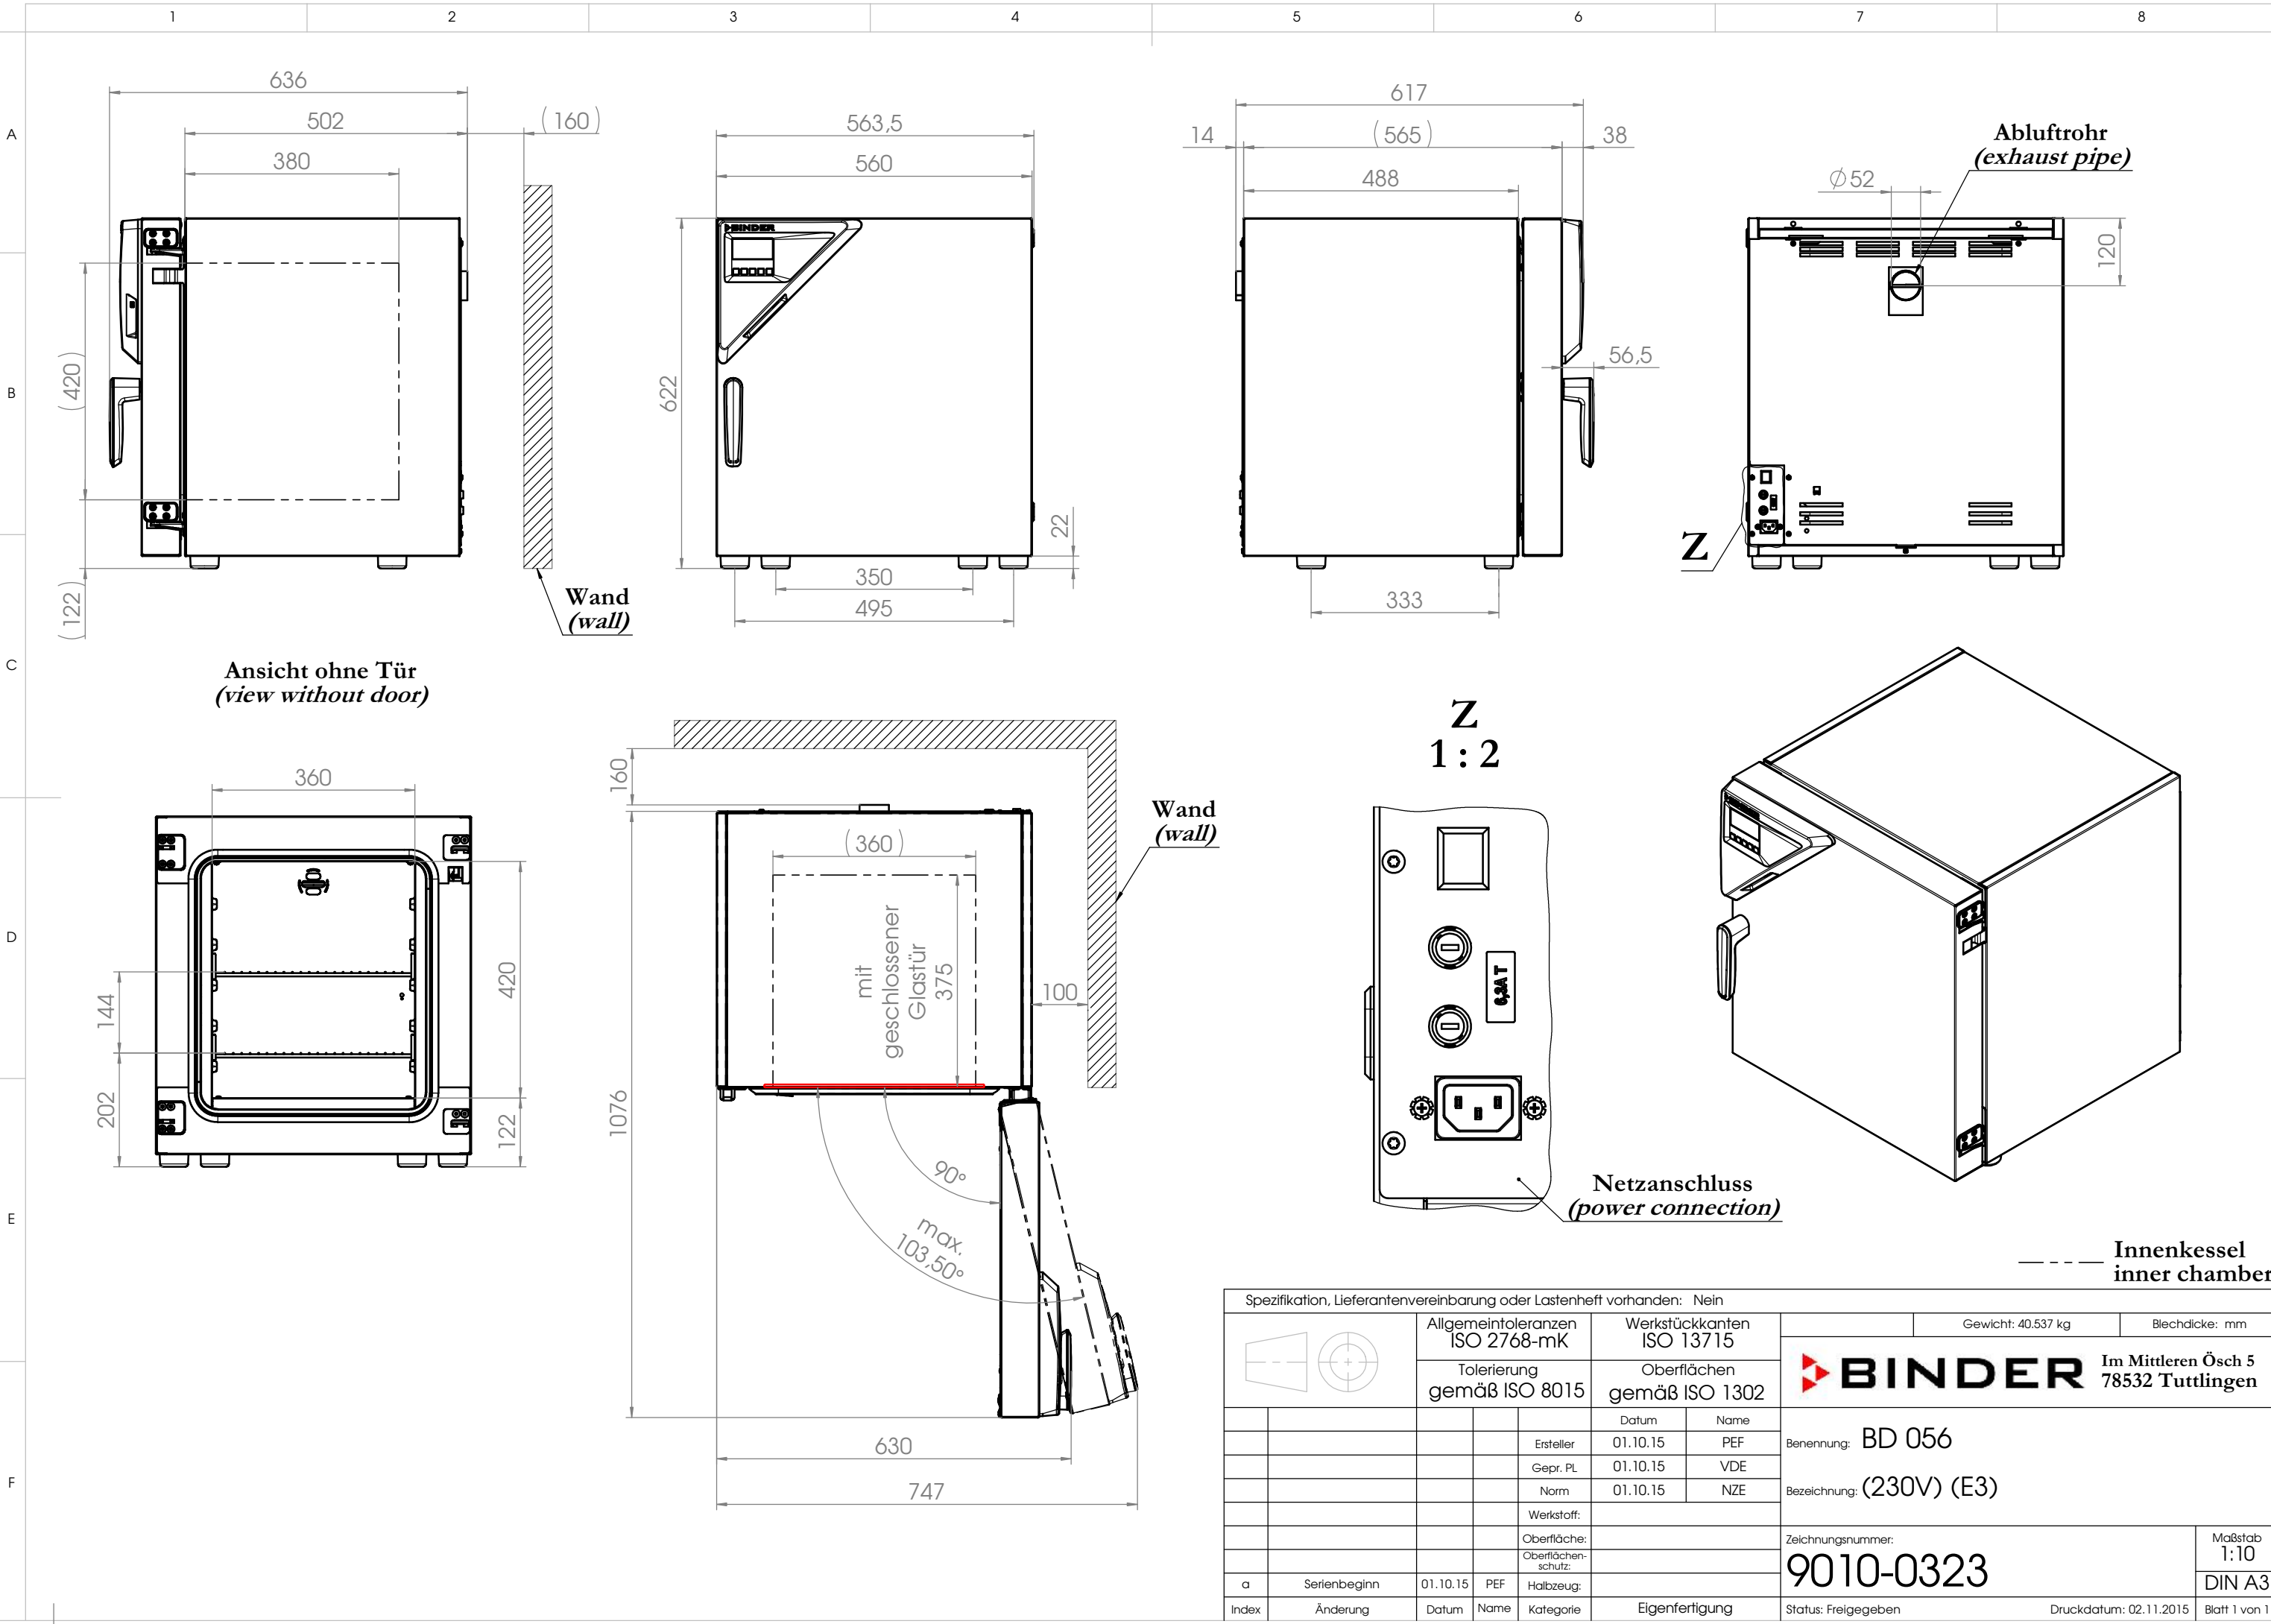 1 2 3 4 5 6 7 8
A
B
C
D
E
F
636
502
(160)
380
(420)
(122)
Wand
(wall)
563,5
560
BINDER
622
22
350
495
617
14
(565)
38
488
56,5
333
Abluftrohr
(exhaust pipe)
∅52
120
Z
Ansicht ohne Tür
(view without door)
360
144
202
420
122
160
Wand
(wall)
(360)
mit
geschlossener
Glastür
375
100
1076
90°
max.
103,50°
630
747
Z
1 : 2
6,3A T
Netzanschluss
(power connection)
Innenkessel
inner chamber
Spezifikation, Lieferantenvereinbarung oder Lastenheft vorhanden: Nein
Allgemeintoleranzen
ISO 2768-mK
Werkstückkanten
ISO 13715
Tolerierung
gemäß ISO 8015
Oberflächen
gemäß ISO 1302
Gewicht: 40.537 kg
Blechdicke: mm
BINDER
Im Mittleren Ösch 5
78532 Tuttlingen
Datum Name
Ersteller 01.10.15 PEF
Gepr. PL 01.10.15 VDE
Norm 01.10.15 NZE
Werkstoff:
Oberfläche:
Oberflächen-
schutz:
a Serienbeginn 01.10.15 PEF Halbzeug:
Index Änderung Datum Name Kategorie Eigenfertigung
Benennung: BD 056
Bezeichnung: (230V) (E3)
Zeichnungsnummer:
9010-0323
Maßstab
1:10
DIN A3
Status: Freigegeben
Druckdatum: 02.11.2015
Blatt 1 von 1